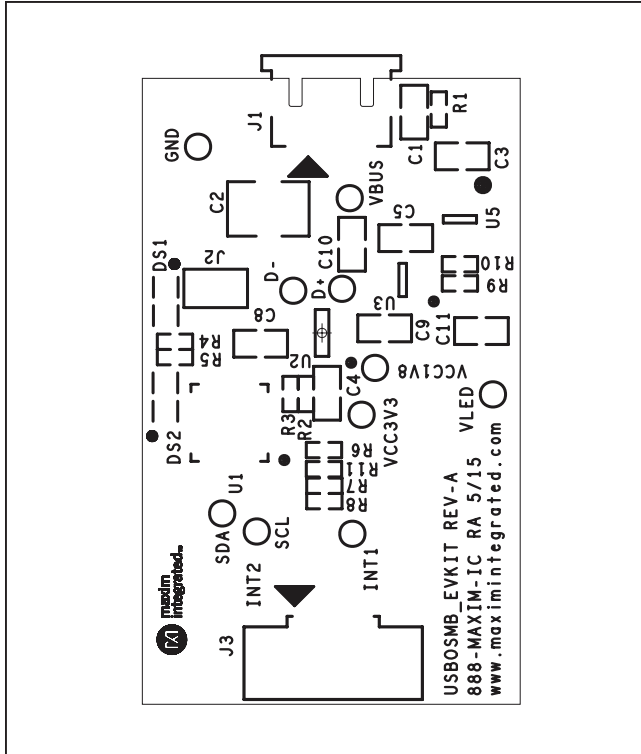 J1
R1
GND
C1
C3
C2
VBUS
U5
C5
C10
DS1
J2
D-
D+
R10
R9
U3
C8
C9
C11
R4
R5
U2
VCC1V8
C4
VLED
R3
R2
VCC3V3
DS2
R6
R11
R7
R8
U1
SDA
SCL
INT2
INT1
J3
maxim
integrated™
USBOSMB_EVKIT REV-A
888-MAXIM-IC RA 5/15
www.maximintegrated.com